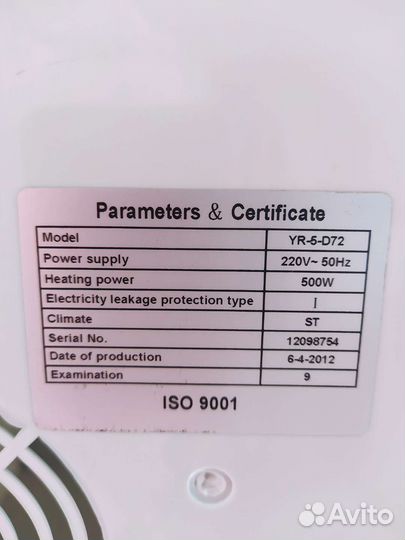 Parameters & Certificate
Model YR-5-D72
Power supply 220V~ 50Hz
Heating power 500W
Electricity leakage protection type I
Climate ST
Serial No. 12098754
Date of production 6-4-2012
Examination 9
ISO 9001
Avito